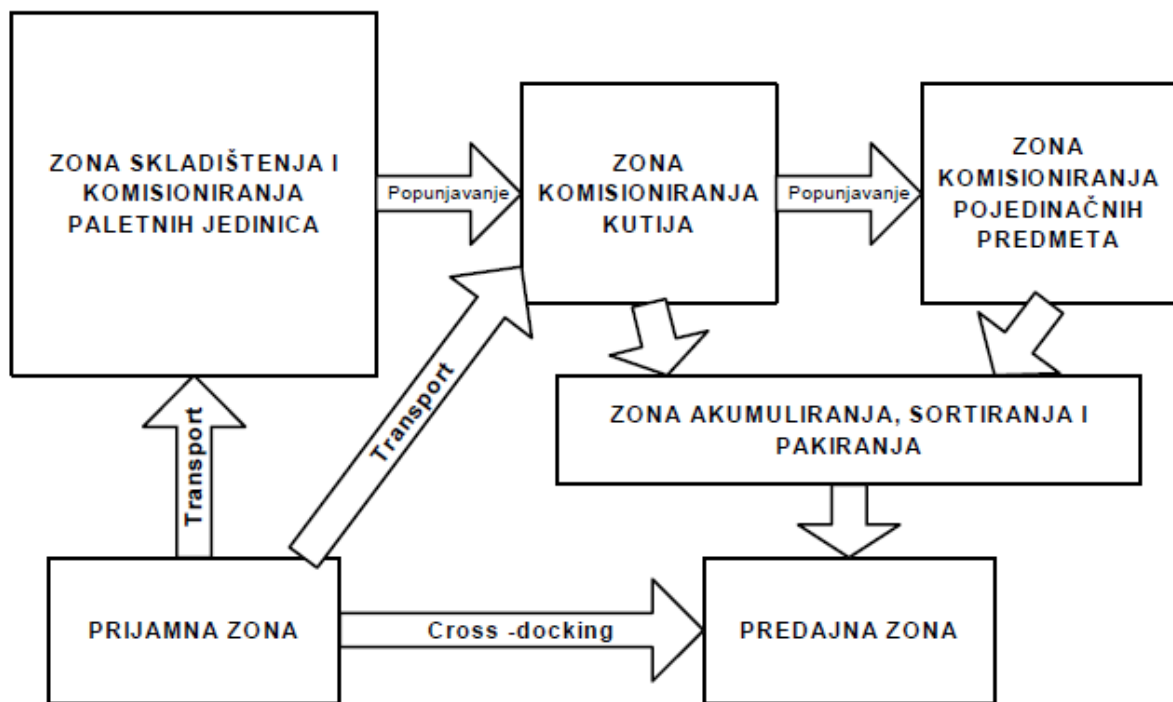 ZONA SKLADIŠTENJA I
KOMISIONIRANJA
PALETNIH JEDINICA
Popunjavanje
ZONA
KOMISIONIRANJA
KUTIJA
Popunjavanje
ZONA
KOMISIONIRANJA
POJEDINAČNIH
PREDMETA
Transport
Transport
ZONA AKUMULIRANJA, SORTIRANJA I
PAKIRANJA
PRIJAMNA ZONA
Cross -docking
PREDAJNA ZONA